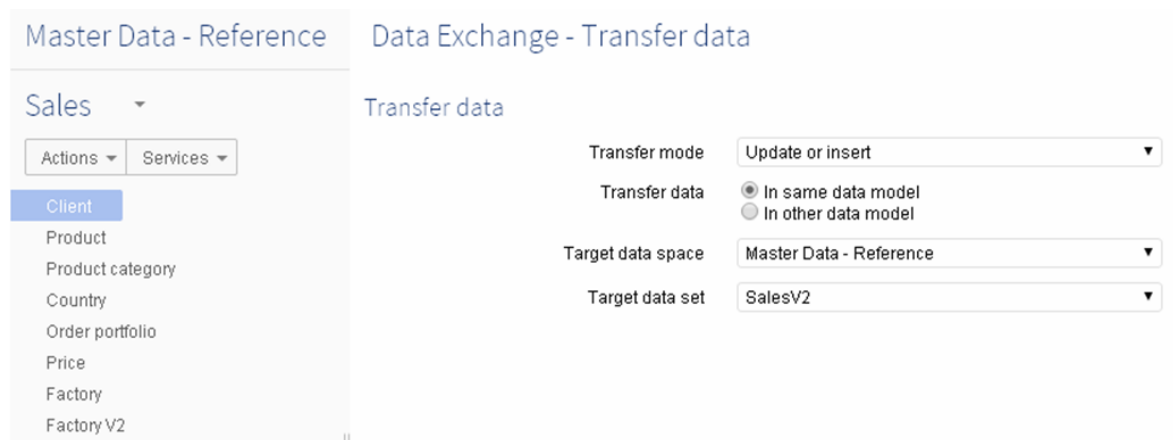 Master Data - Reference
Sales
Actions Services
Client
Product
Product category
Country
Order portfolio
Price
Factory
Factory V2
Data Exchange - Transfer data
Transfer data
Transfer mode Update or insert
Transfer data In same data model
In other data model
Target data space Master Data - Reference
Target data set SalesV2